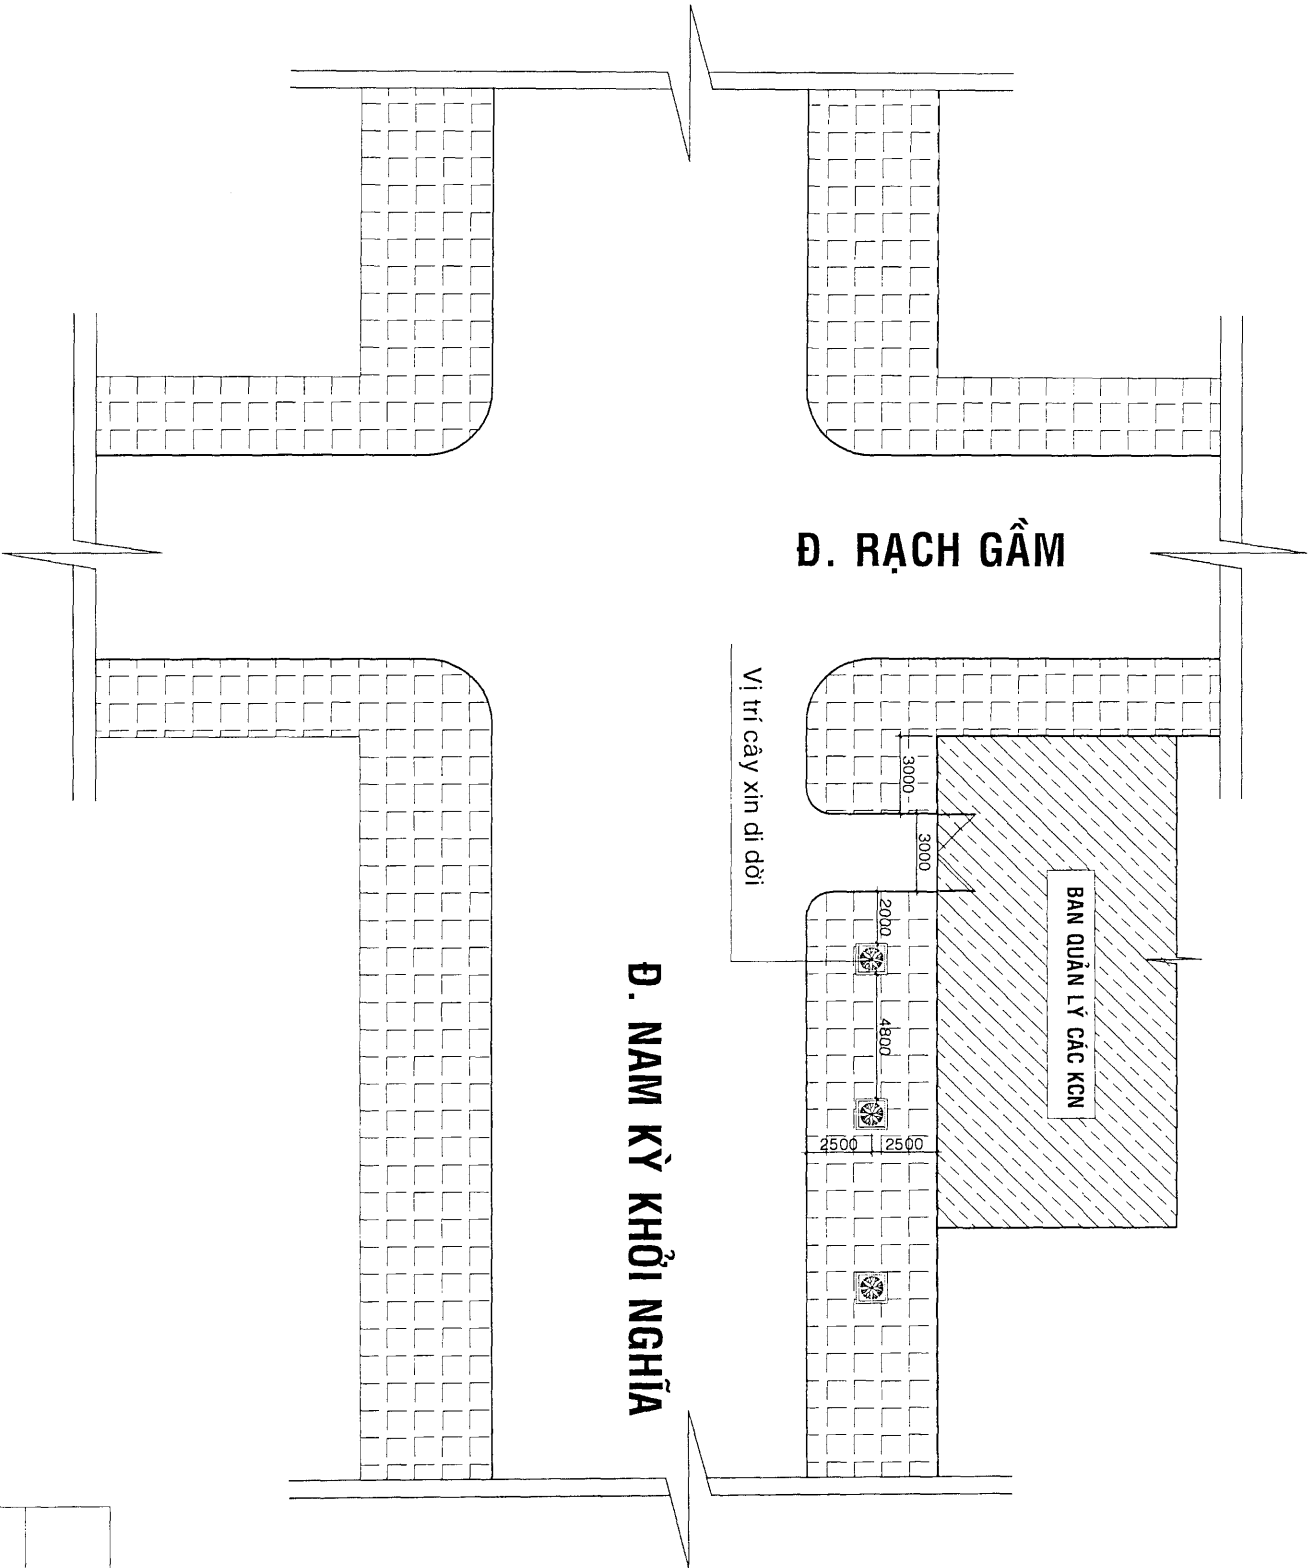 Đ. RẠCH GẦM
Vị trí cây xin di dời
3000
3000
2000
BAN QUẢN LÝ CÁC KCN
4800
2500
2500
Đ. NAM KỲ KHỞI NGHĨA